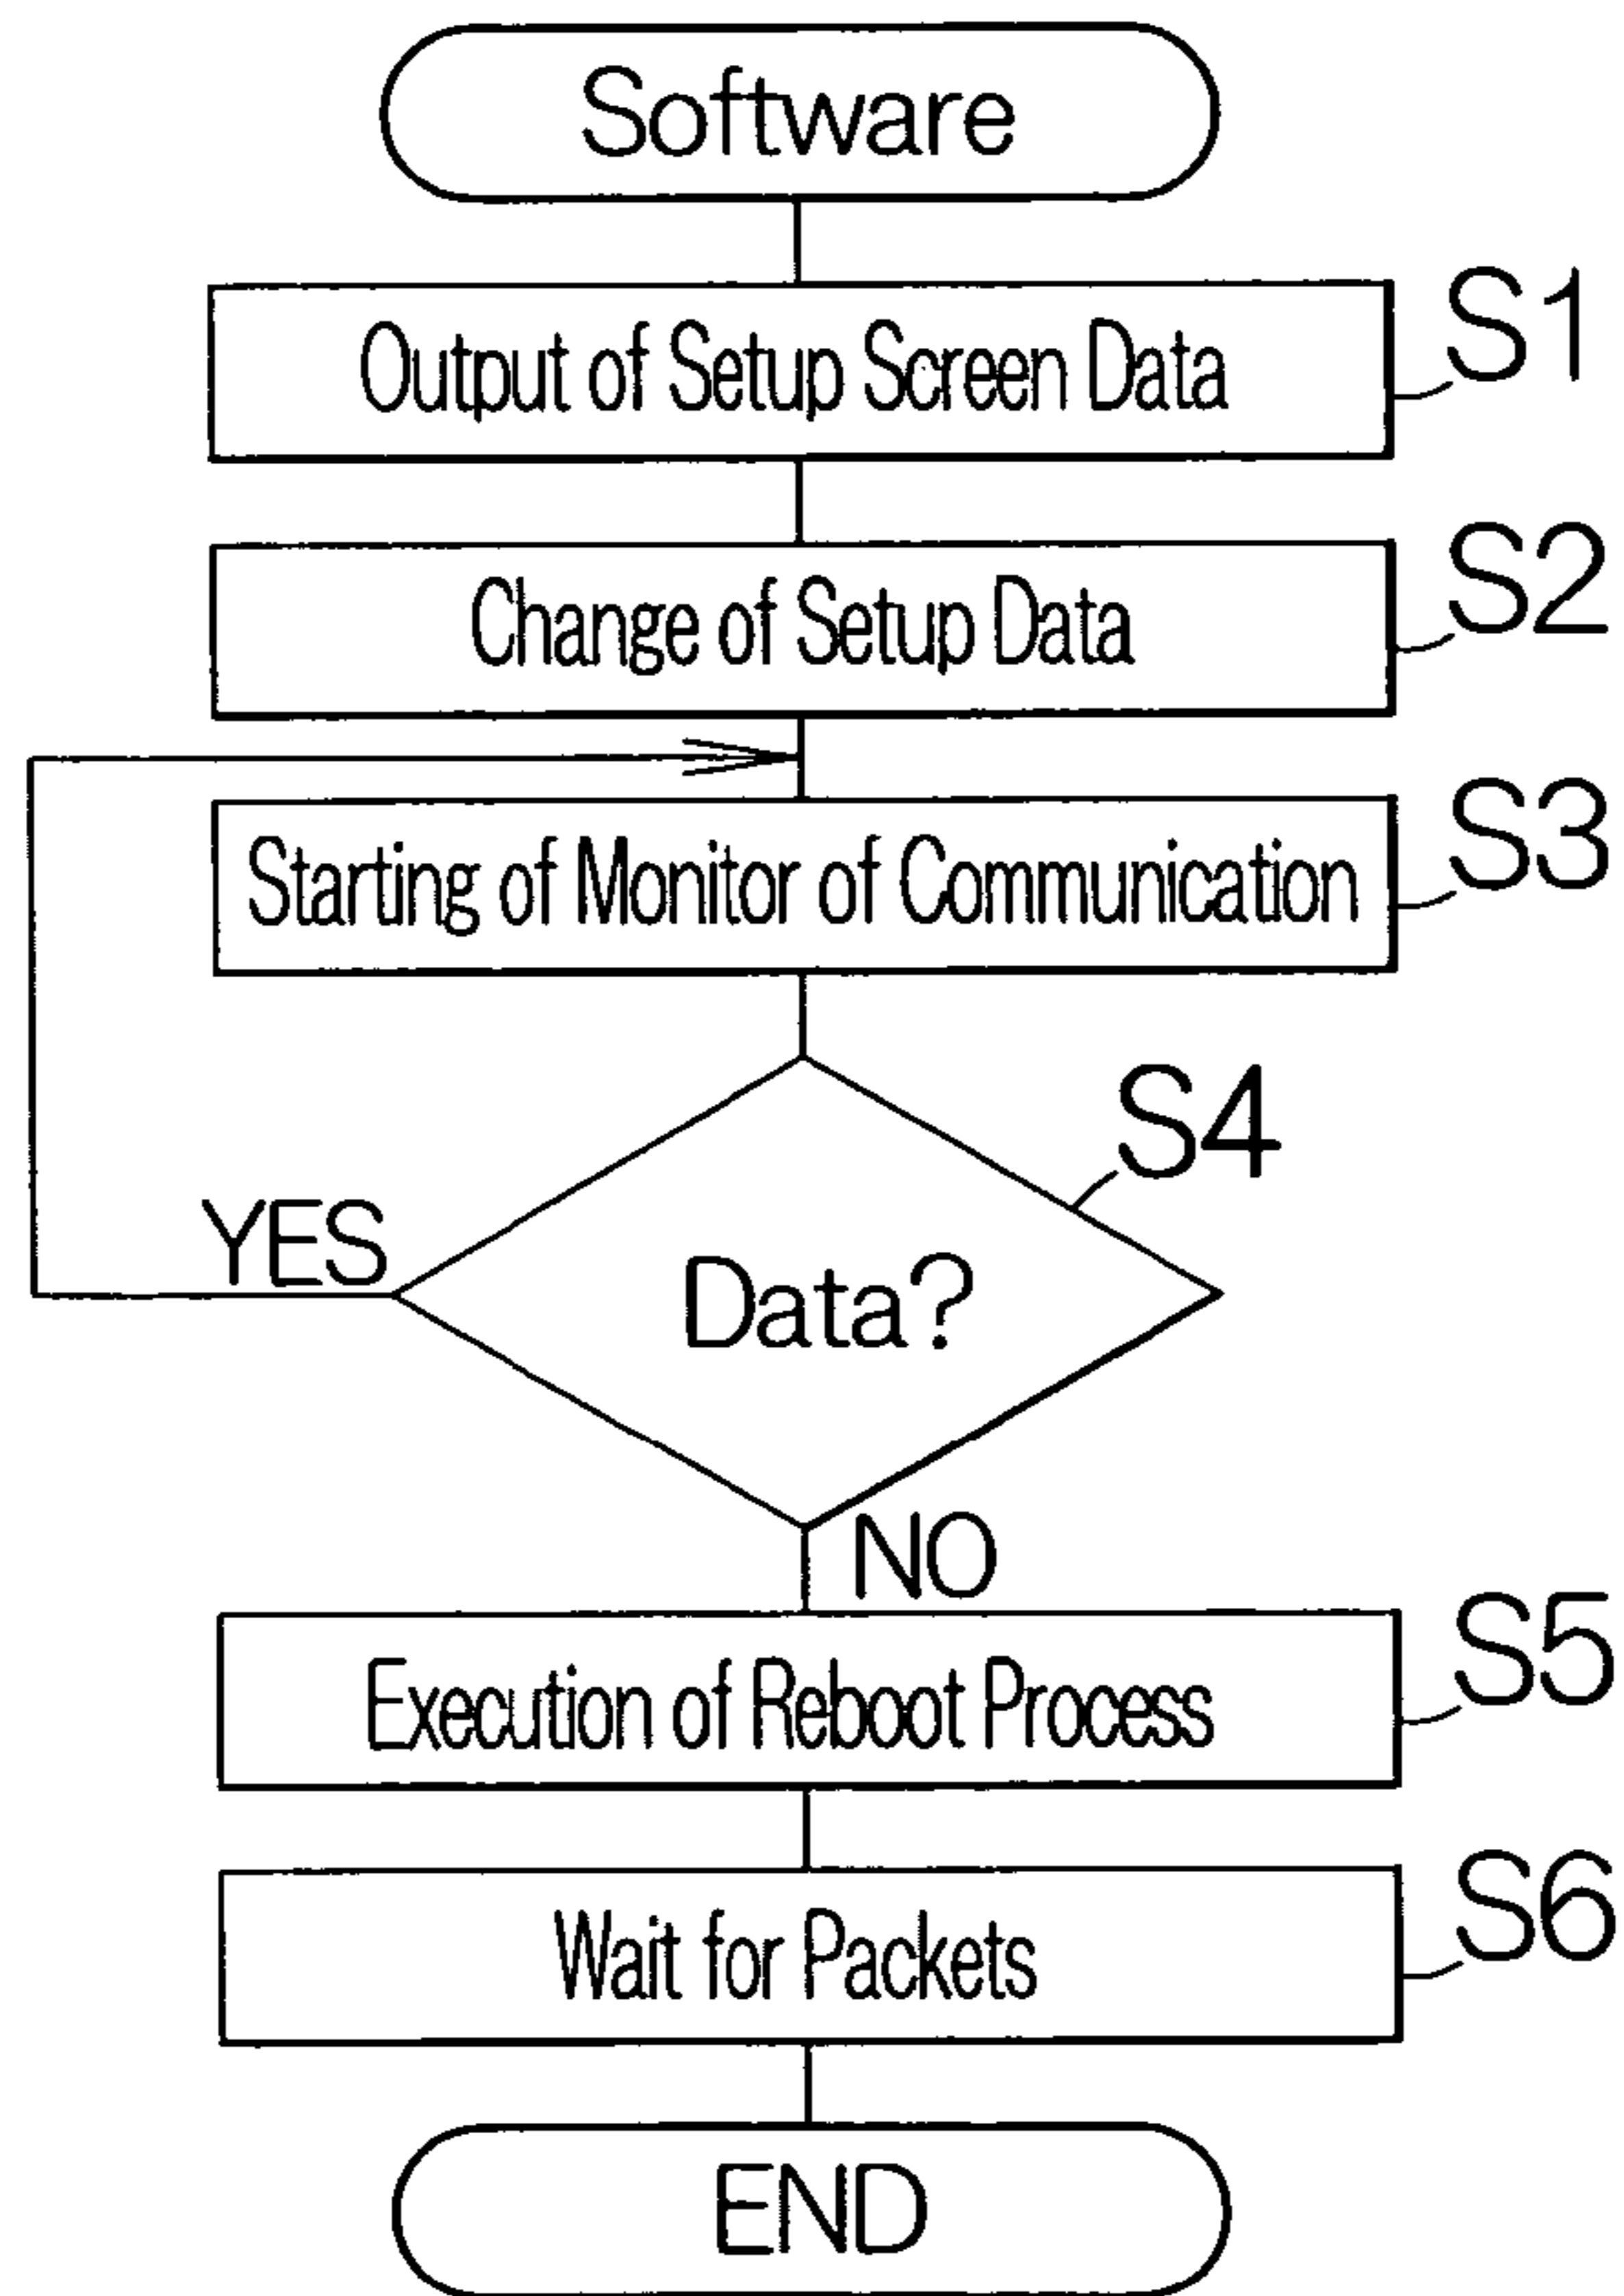 Software
Output of Setup Screen Data
S1
Change of Setup Data
S2
Starting of Monitor of Communication
S3
S4
YES
Data?
NO
Execution of Reboot Process
S5
Wait for Packets
S6
END